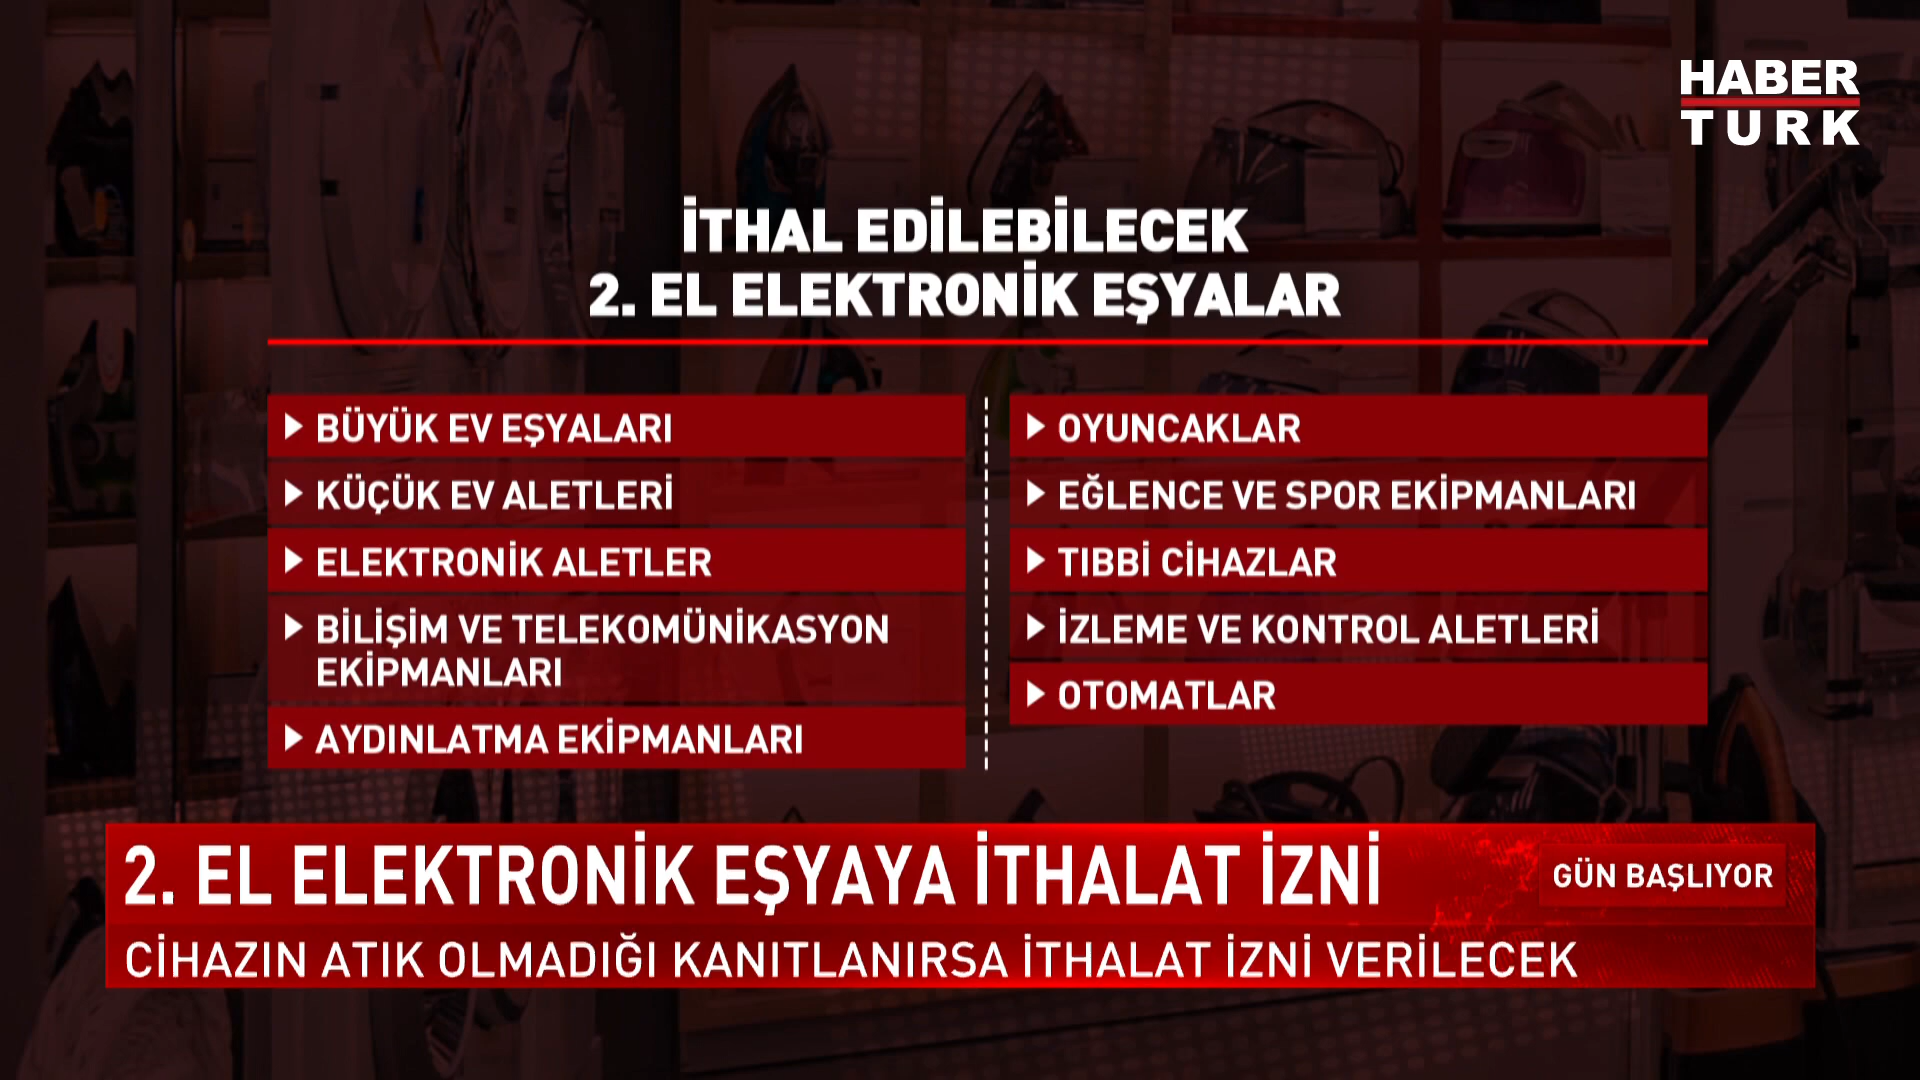 HABER
TURK
İTHAL EDİLEBİLECEK
2. EL ELEKTRONİK EŞYALAR
BÜYÜK EV EŞYALARI
KÜÇÜK EV ALETLERİ
ELEKTRONİK ALETLER
BİLİŞİM VE TELEKOMÜNİKASYON
EKİPMANLARI
AYDINLATMA EKİPMANLARI
OYUNCAKLAR
EĞLENCE VE SPOR EKİPMANLARI
TIBBİ CİHAZLAR
İZLEME VE KONTROL ALETLERİ
OTOMATLAR
2. EL ELEKTRONİK EŞYAYA İTHALAT İZNİ
GÜN BAŞLIYOR
CİHAZIN ATIK OLMADIĞI KANITLANIRSA İTHALAT İZNİ VERİLECEK